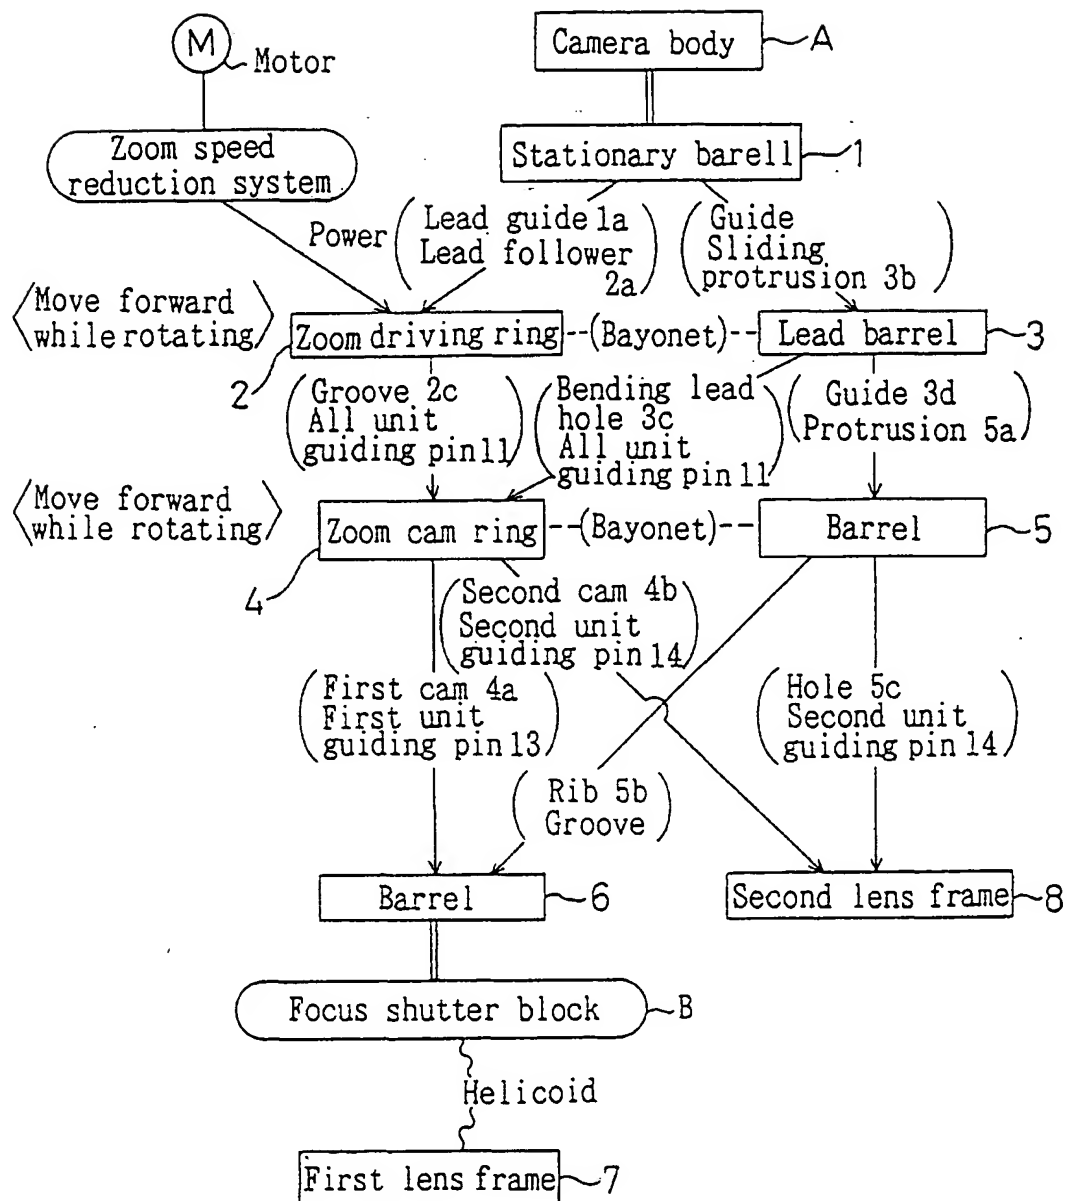 M
Motor
Camera body
A
Zoom speed
reduction system
Stationary barell
1
Power
Lead guide 1a
Lead follower
2a
Guide
Sliding
protrusion 3b
Move forward
while rotating
Zoom driving ring
2
(Bayonet)
Lead barrel
3
Groove 2c
All unit
guiding pin 11
Bending lead
hole 3c
All unit
guiding pin 11
Guide 3d
Protrusion 5a
Move forward
while rotating
Zoom cam ring
4
(Bayonet)
Barrel
5
Second cam 4b
Second unit
guiding pin 14
First cam 4a
First unit
guiding pin 13
Hole 5c
Second unit
guiding pin 14
Rib 5b
Groove
Barrel
6
Second lens frame
8
Focus shutter block
B
Helicoid
First lens frame
7